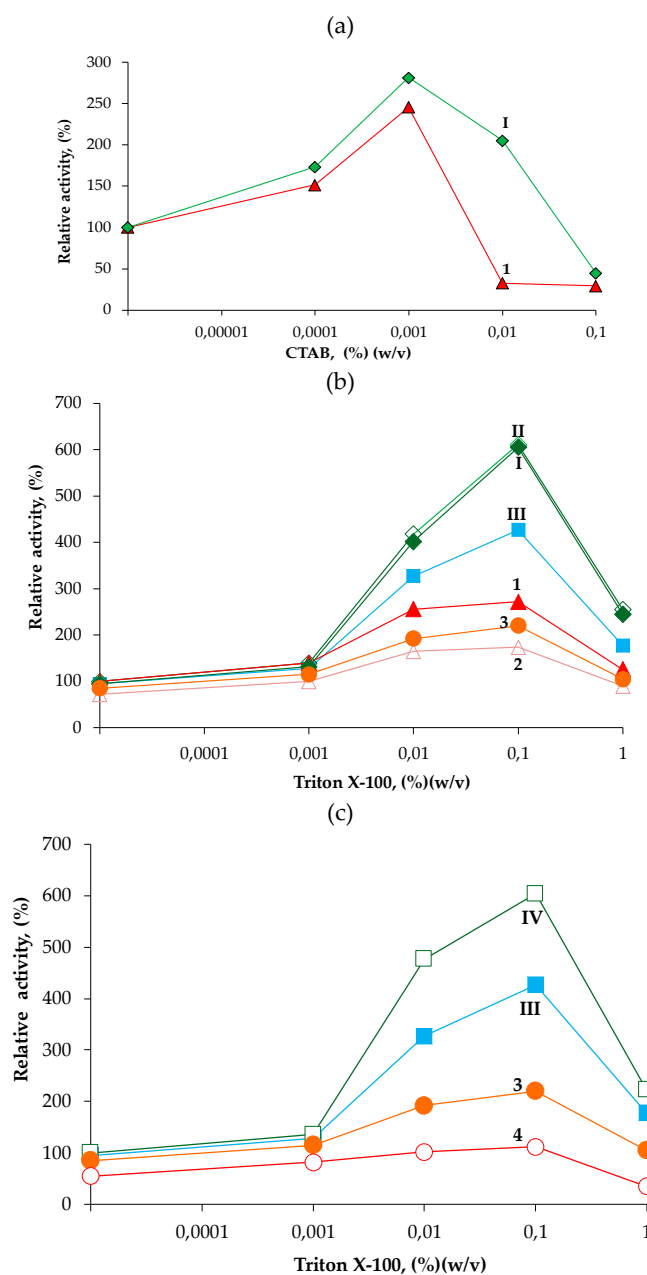 (a)
Relative activity, (%)
300
250
200
150
100
50
0
I
1
0,00001 0,0001 0,001 0,01 0,1
CTAB, (%) (w/v)
(b)
Relative activity, (%)
700
600
500
400
300
200
100
0
II
I
III
1
3
2
0,0001 0,001 0,01 0,1 1
Triton X-100, (%)(w/v)
(c)
Relative activity, (%)
700
600
500
400
300
200
100
0
IV
III
3
4
0,0001 0,001 0,01 0,1 1
Triton X-100, (%)(w/v)